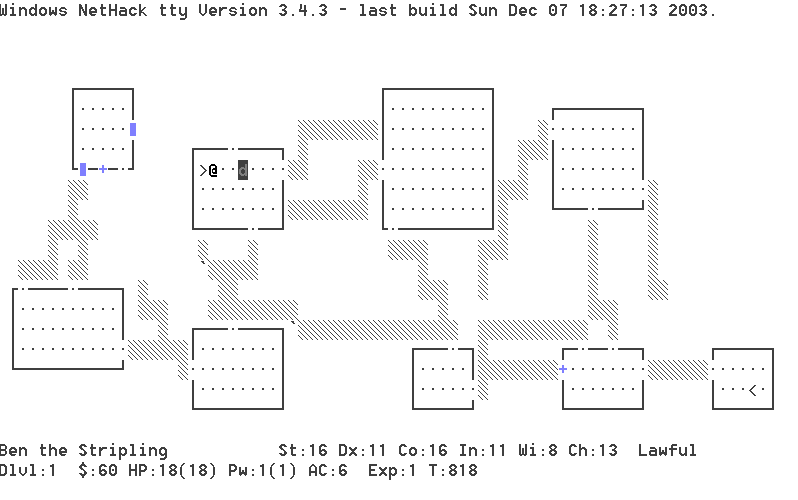 Windows NetHack tty Version 3.4.3 - last build Sun Dec 07 18:27:13 2003.
>@ d
<
Ben the Stripling St:16 Dx:11 Co:16 In:11 Wi:8 Ch:13 Lawful
Dlvl:1 $:60 HP:18(18) Pw:1(1) AC:6 Exp:1 T:818